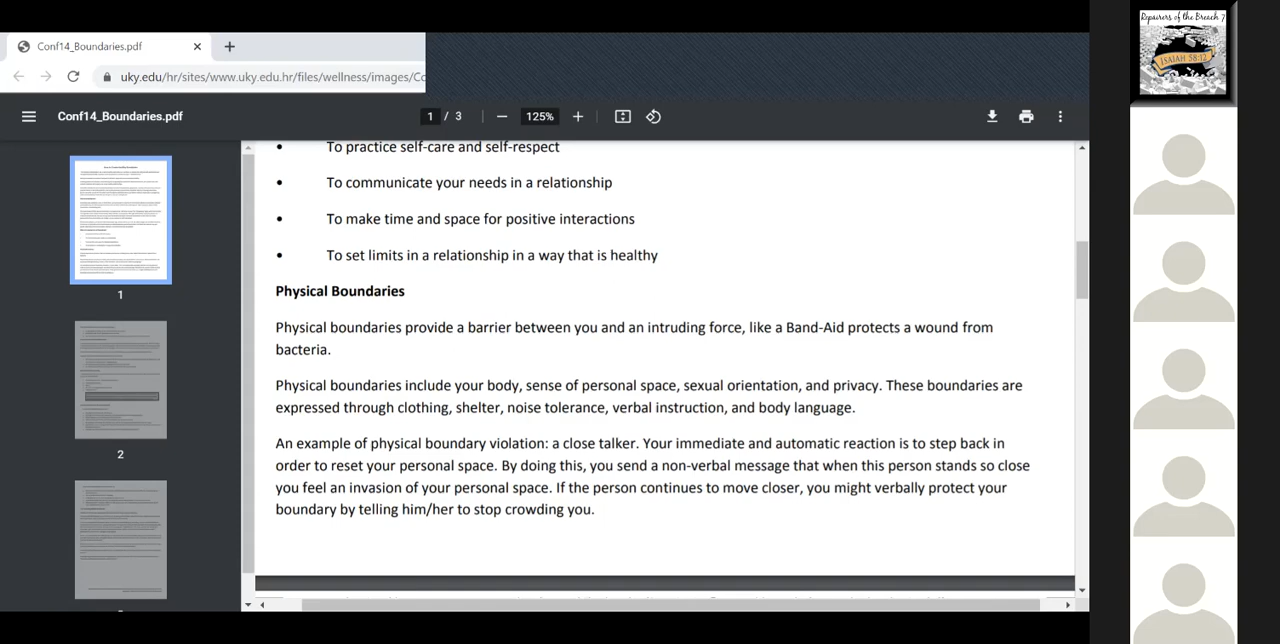 Conf14_Boundaries.pdf
uky.edu/hr/sites/www.uky.edu.hr/files/wellness/images/Co
Conf14_Boundaries.pdf
1 / 3
125%
To practice self-care and self-respect
To communicate your needs in a relationship
To make time and space for positive interactions
To set limits in a relationship in a way that is healthy
Physical Boundaries
Physical boundaries provide a barrier between you and an intruding force, like a Band-Aid protects a wound from
bacteria.
Physical boundaries include your body, sense of personal space, sexual orientation, and privacy. These boundaries are
expressed through clothing, shelter, noise tolerance, verbal instruction, and body language.
An example of physical boundary violation: a close talker. Your immediate and automatic reaction is to step back in
order to reset your personal space. By doing this, you send a non-verbal message that when this person stands so close
you feel an invasion of your personal space. If the person continues to move closer, you might verbally protect your
boundary by telling him/her to stop crowding you.
1
2
Repairers of the Breach 7
ISAIAH 58:12